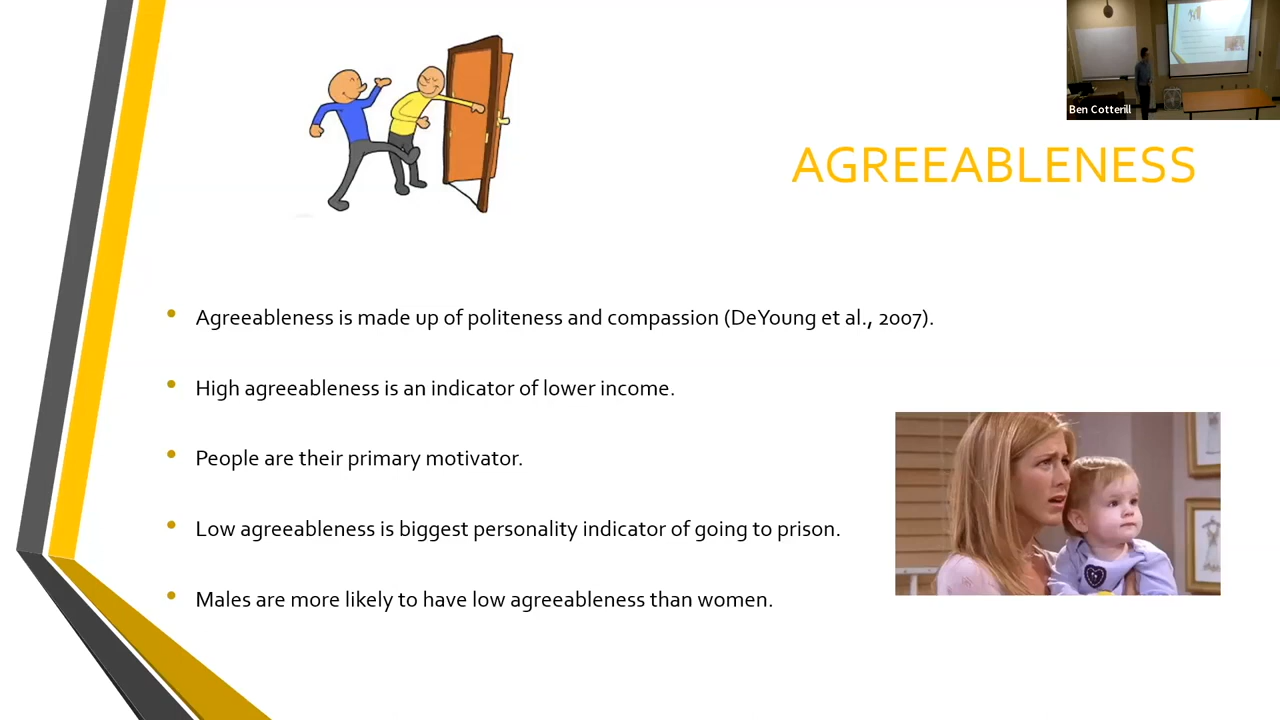 Ben Cotterill
AGREEABLENESS
• Agreeableness is made up of politeness and compassion (DeYoung et al., 2007).
• High agreeableness is an indicator of lower income.
• People are their primary motivator.
• Low agreeableness is biggest personality indicator of going to prison.
• Males are more likely to have low agreeableness than women.